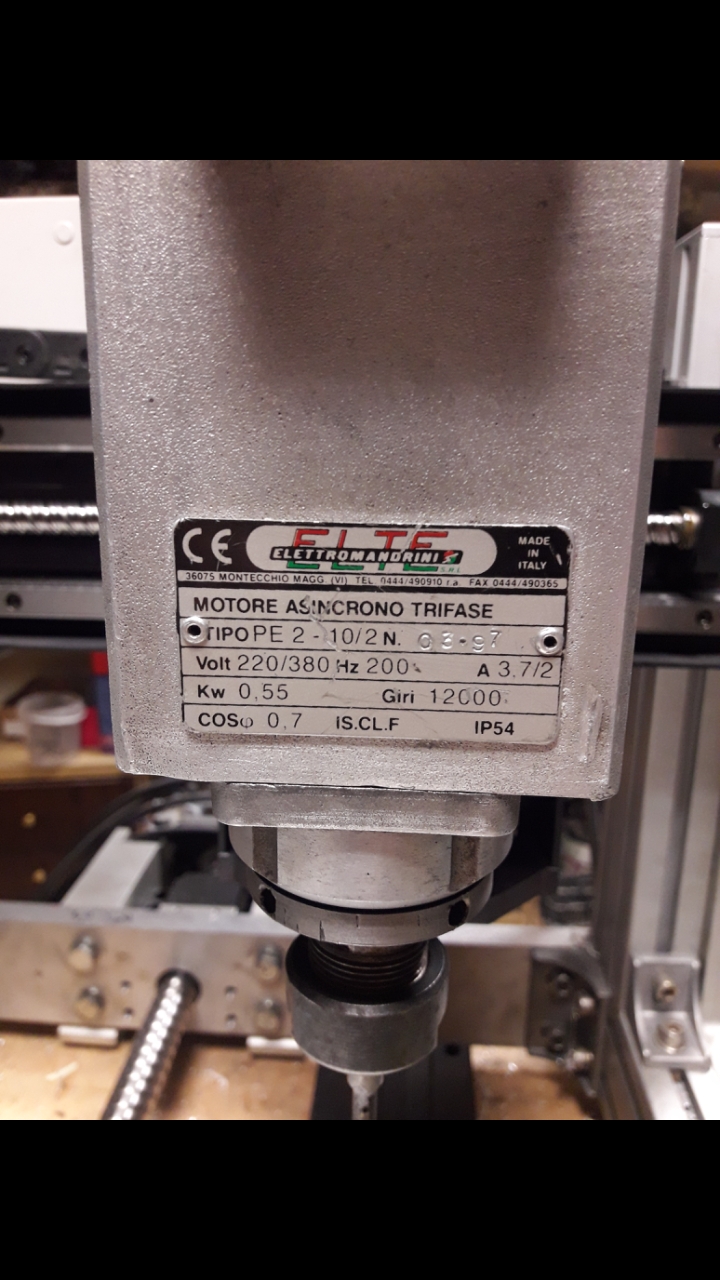 CE ELTE MADE
ELETTROMANDRINI IN
S.R.L. ITALY
36075 MONTECCHIO MAGG. (VI) TEL. 0444/490910 r.a. FAX 0444/490365
MOTORE ASINCRONO TRIFASE
TIPO PE 2 - 10/2 N. 03-97
Volt 220/380 Hz 200 A 3.7/2
Kw 0,55 Giri 12000
COSφ 0,7 iS.CL.F IP54